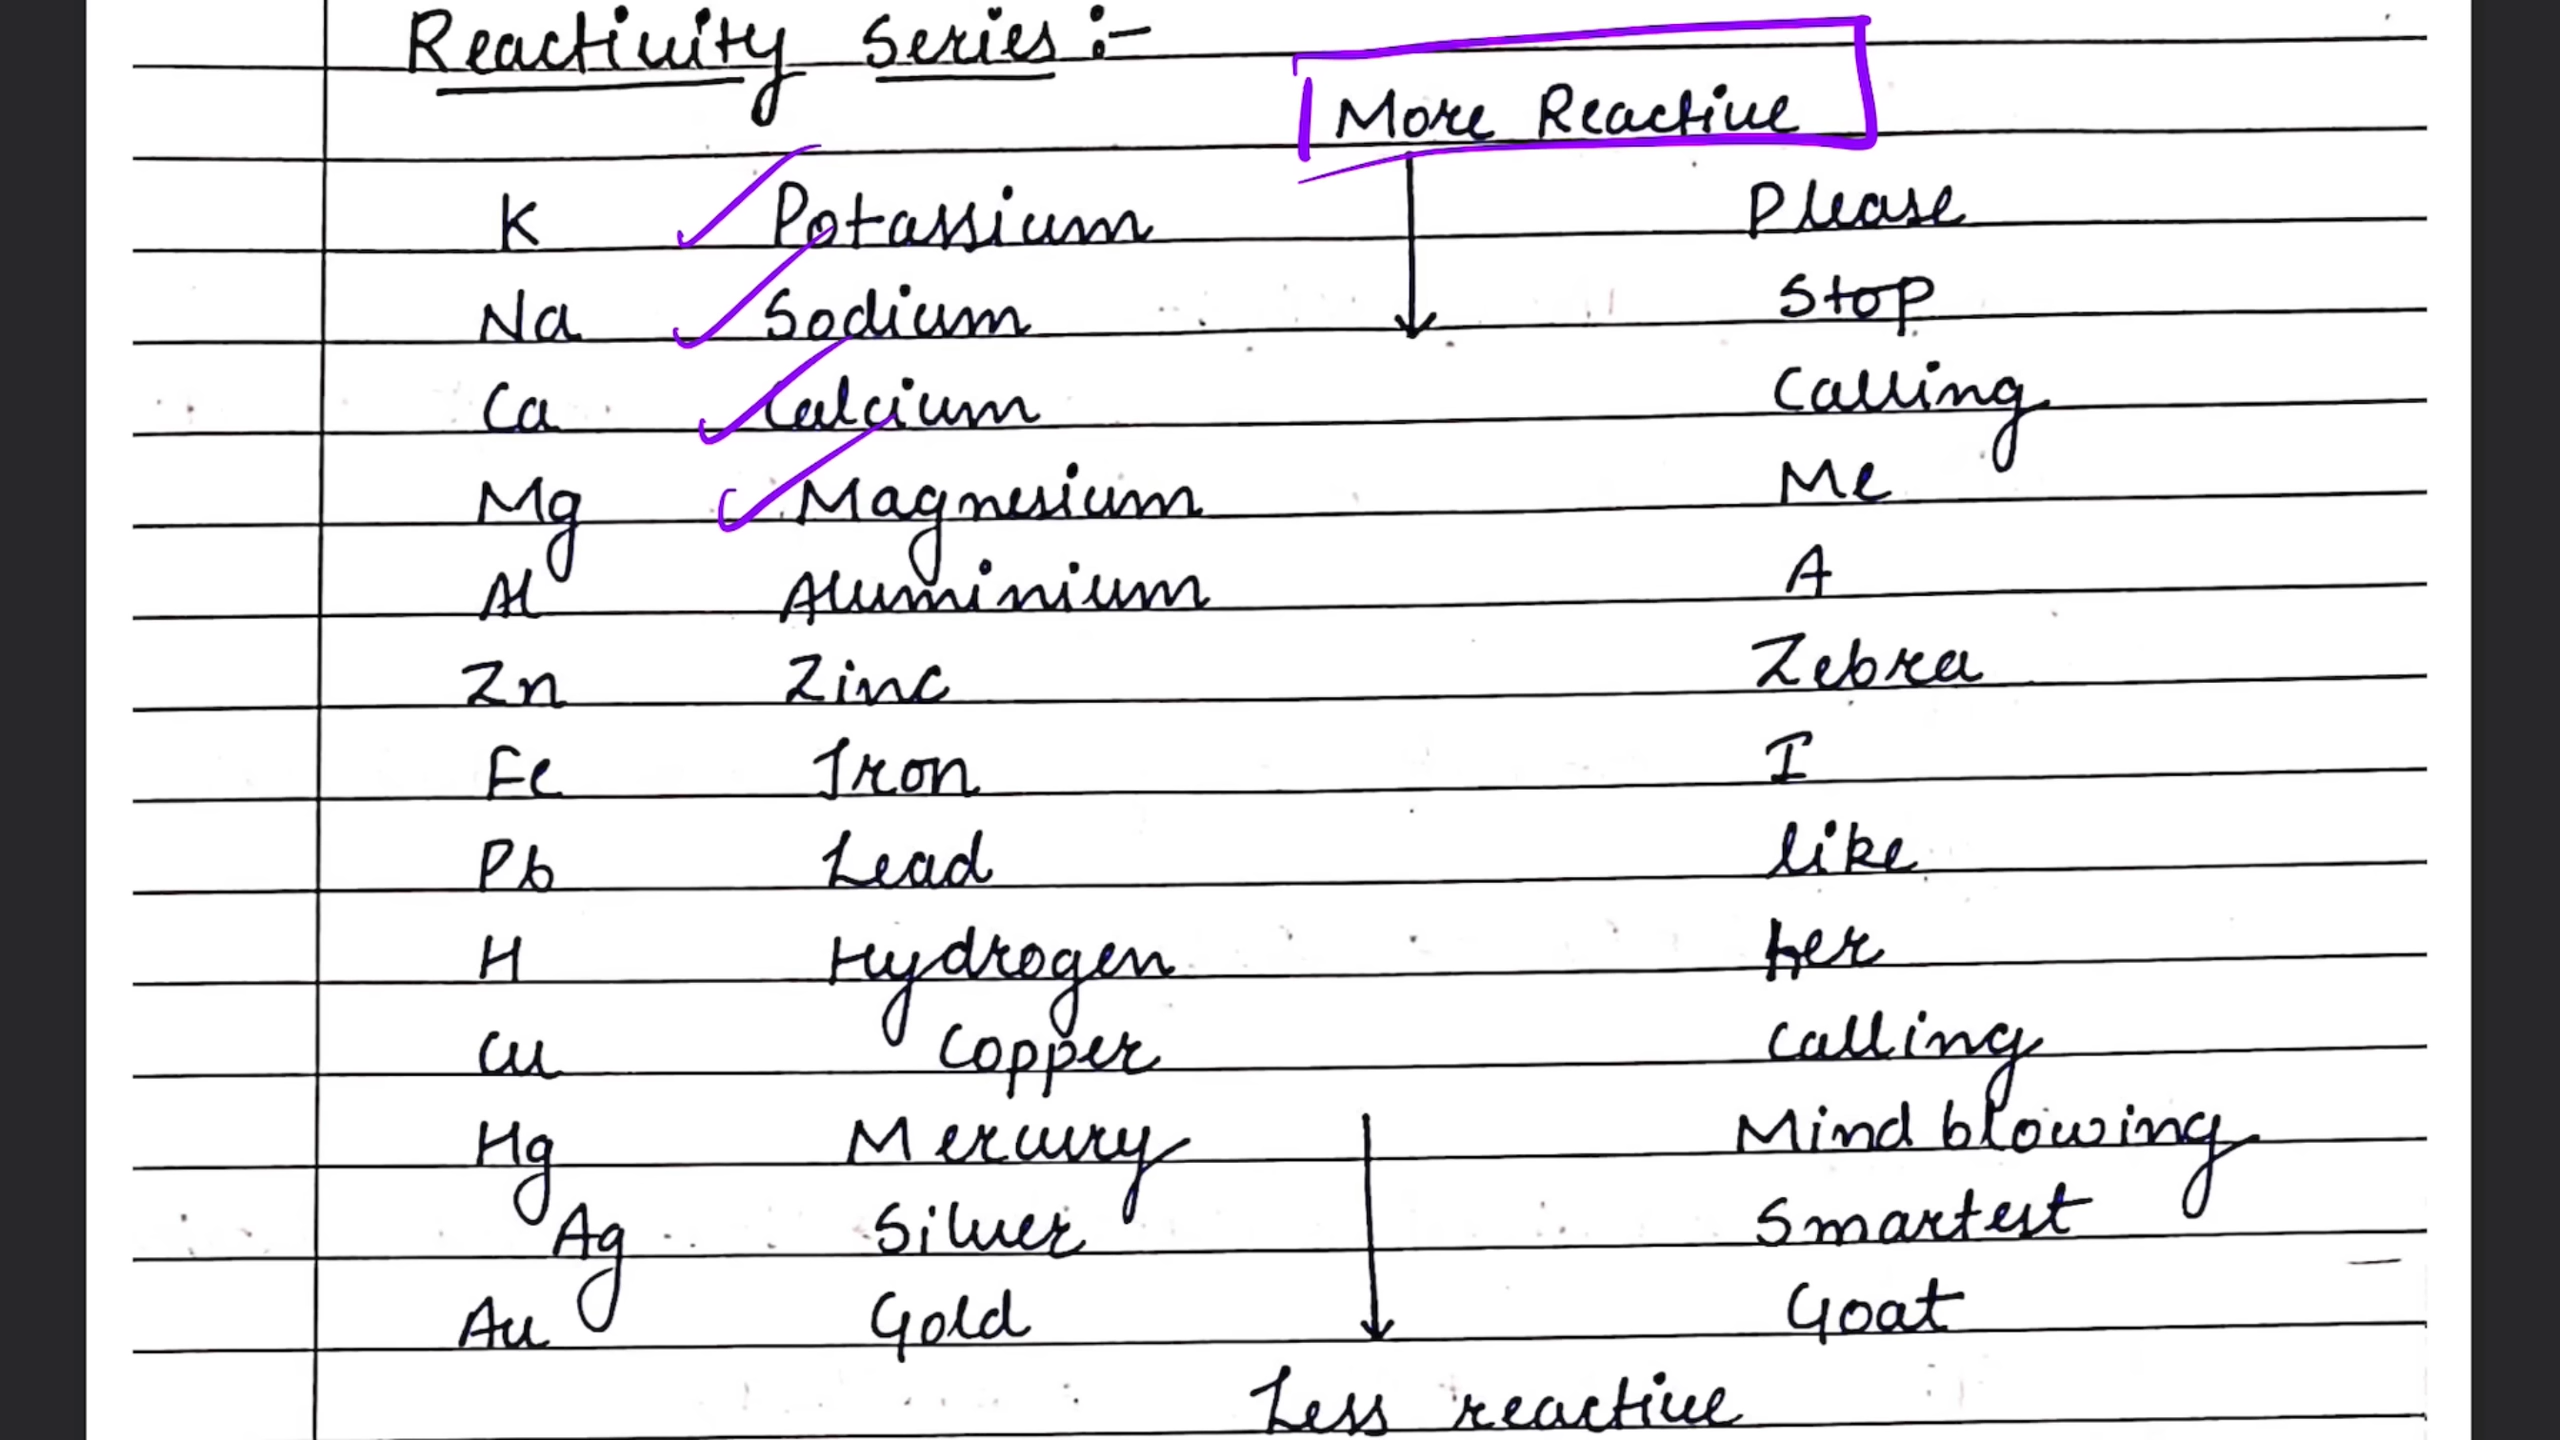 Reactivity Series :-
More Reactive
K Potassium Please
Na Sodium Stop
Ca Calcium Calling
Mg Magnesium Me
Al Aluminium A
Zn Zinc Zebra
Fe Iron I
Pb Lead like
H Hydrogen her
Cu Copper calling
Hg Mercury Mind blowing
Ag Silver Smartest
Au Gold Goat
Less reactive